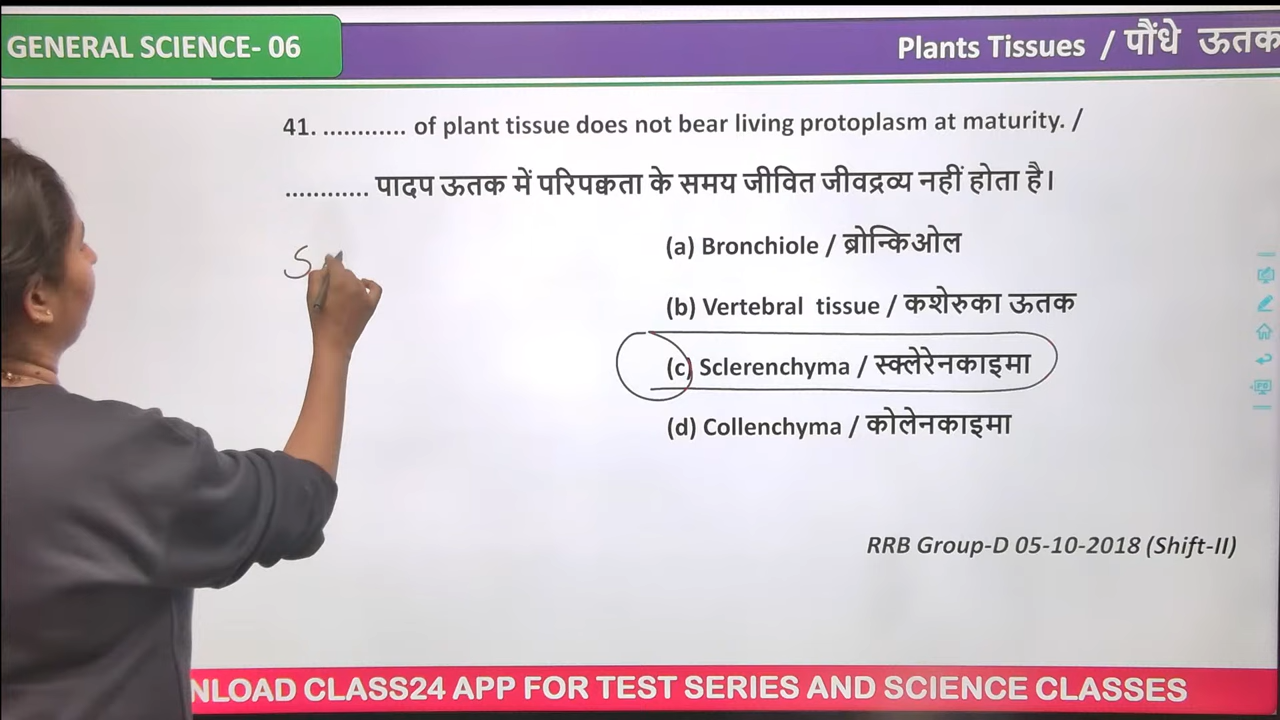 GENERAL SCIENCE- 06
Plants Tissues / पौंधे ऊतक
41. ............ of plant tissue does not bear living protoplasm at maturity. /
............ पादप ऊतक में परिपक्वता के समय जीवित जीवद्रव्य नहीं होता है।
S
(a) Bronchiole / ब्रोन्किओल
(b) Vertebral tissue / कशेरुका ऊतक
(c) Sclerenchyma / स्क्लेरेनकाइमा
(d) Collenchyma / कोलेनकाइमा
RRB Group-D 05-10-2018 (Shift-II)
NLOAD CLASS24 APP FOR TEST SERIES AND SCIENCE CLASSES